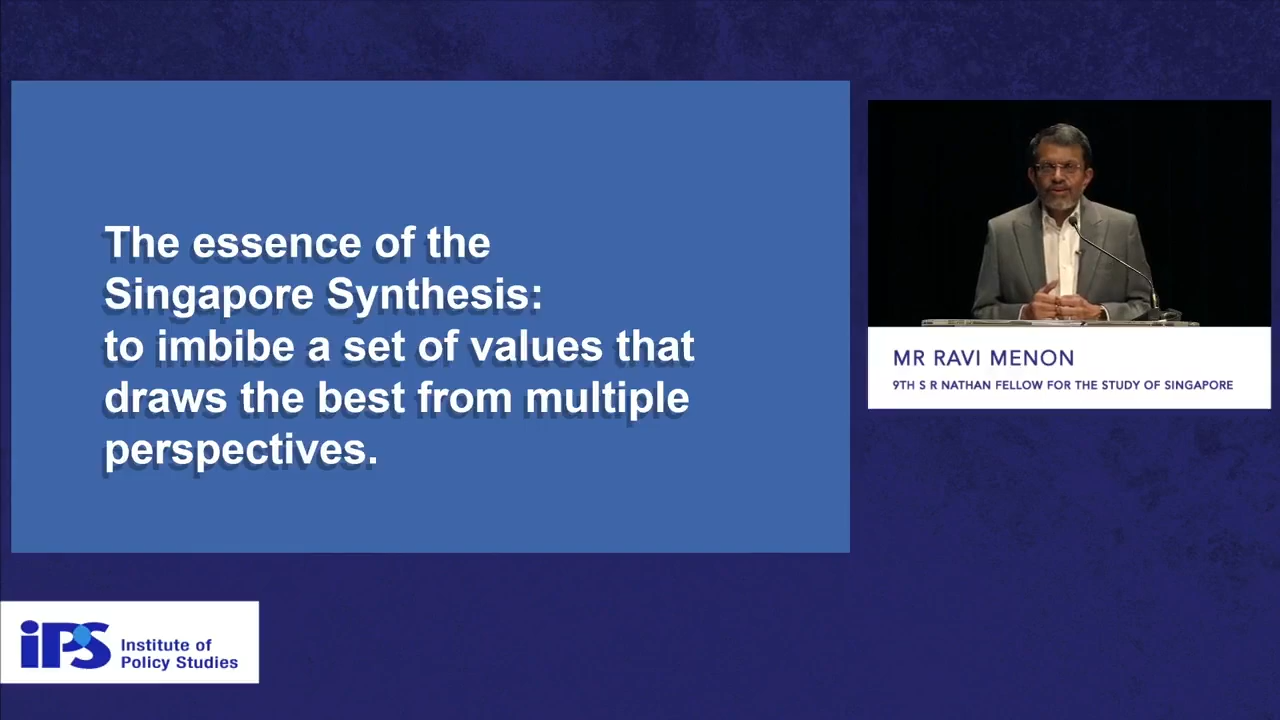 The essence of the
Singapore Synthesis:
to imbibe a set of values that
draws the best from multiple
perspectives.
MR RAVI MENON
9TH S R NATHAN FELLOW FOR THE STUDY OF SINGAPORE
iPS
Institute of
Policy Studies